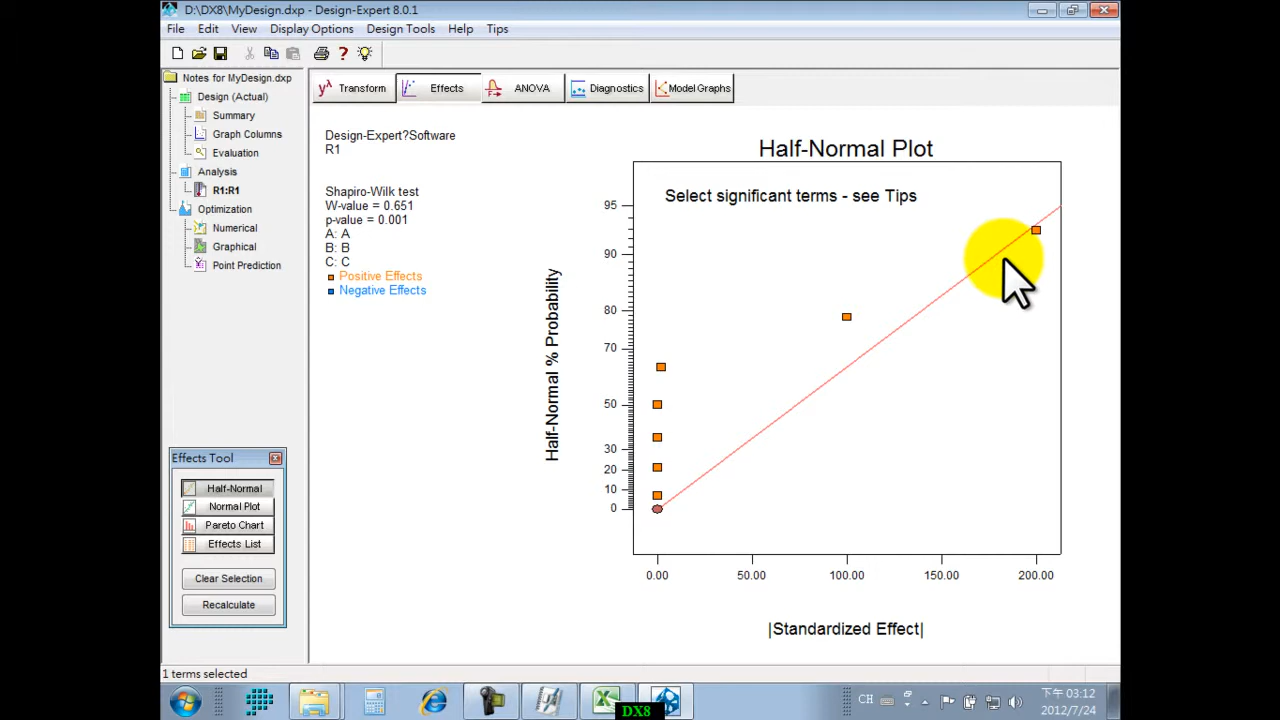 D:\DX8\MyDesign.dxp - Design-Expert 8.0.1
File Edit View Display Options Design Tools Help Tips
Notes for MyDesign.dxp
Design (Actual)
Summary
Graph Columns
Evaluation
Analysis
R1:R1
Optimization
Numerical
Graphical
Point Prediction
Transform Effects ANOVA Diagnostics Model Graphs
Design-Expert?Software
R1
Shapiro-Wilk test
W-value = 0.651
p-value = 0.001
A: A
B: B
C: C
Positive Effects
Negative Effects
Half-Normal Plot
Select significant terms - see Tips
Half-Normal % Probability
95
90
80
70
50
30
20
10
0
0.00 50.00 100.00 150.00 200.00
|Standardized Effect|
Effects Tool
Half-Normal
Normal Plot
Pareto Chart
Effects List
Clear Selection
Recalculate
1 terms selected
DX8
CH
下午 03:12
2012/7/24